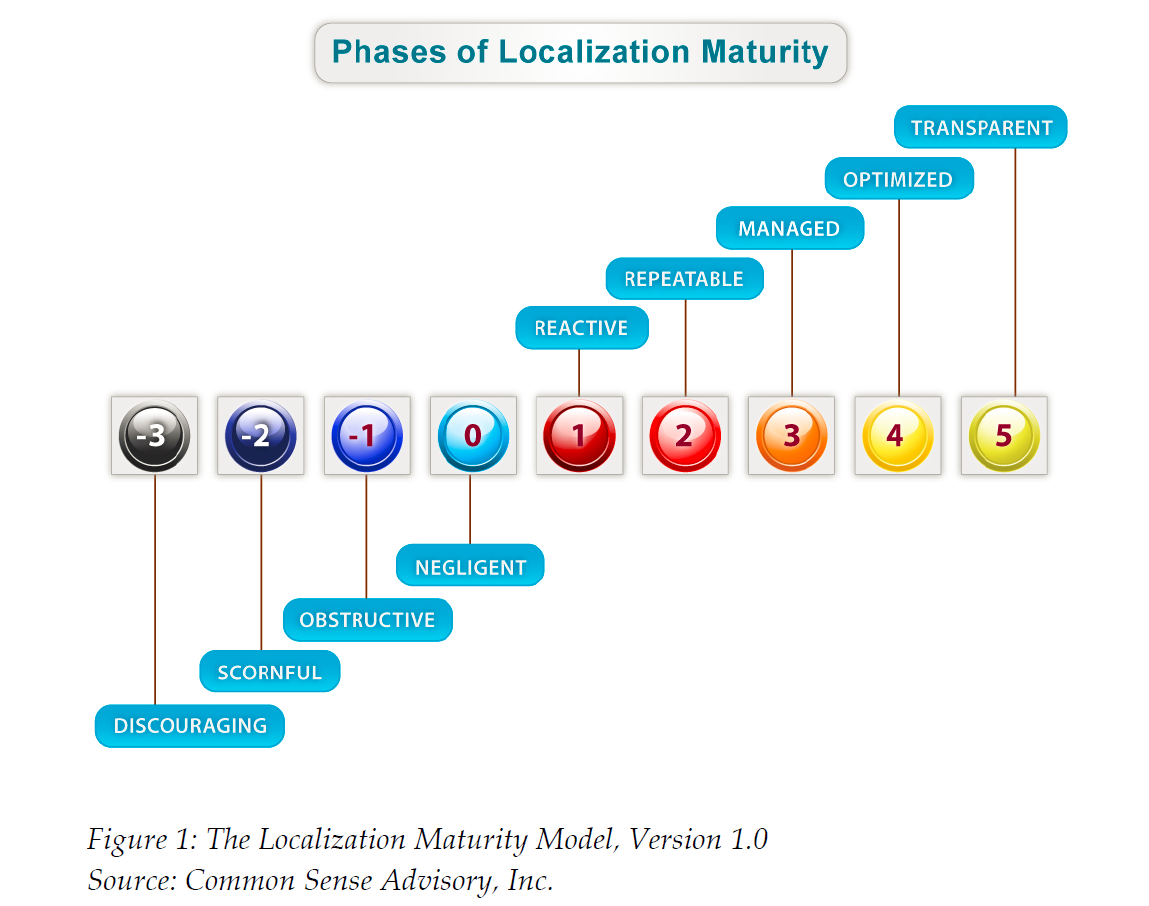 Phases of Localization Maturity
TRANSPARENT
OPTIMIZED
MANAGED
REPEATABLE
REACTIVE
-3 -2 -1 0 1 2 3 4 5
NEGLIGENT
OBSTRUCTIVE
SCORNFUL
DISCOURAGING
Figure 1: The Localization Maturity Model, Version 1.0
Source: Common Sense Advisory, Inc.